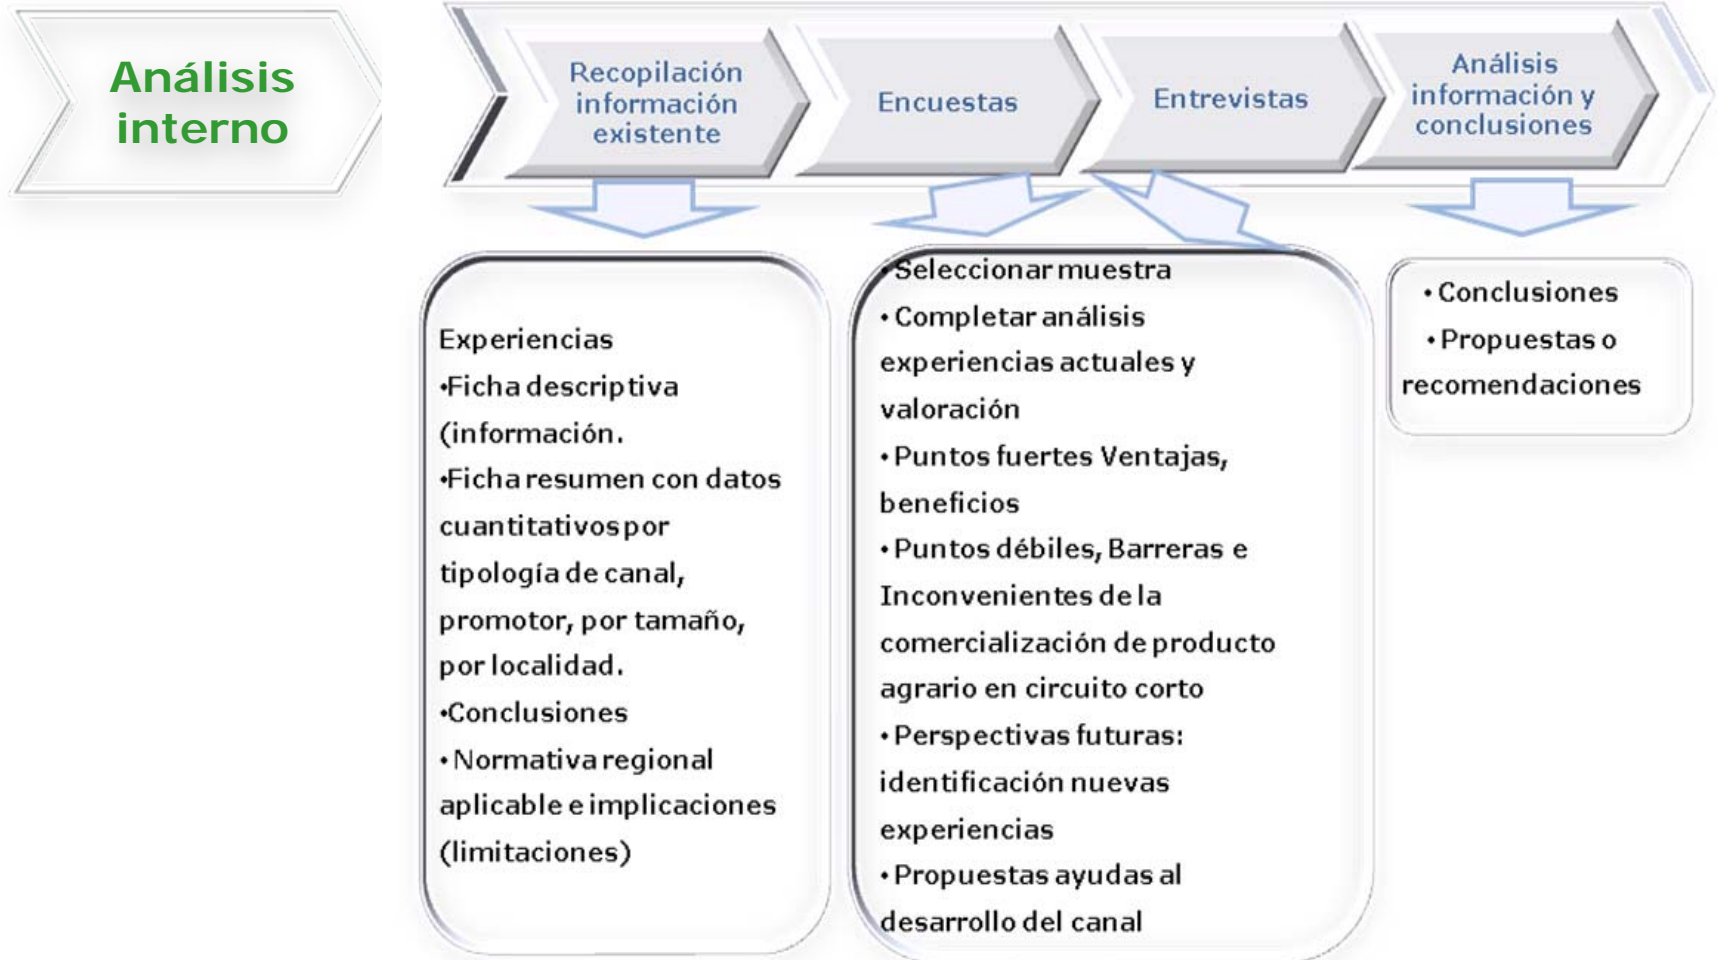 Análisis
interno
Recopilación
información
existente
Encuestas
Entrevistas
Análisis
información y
conclusiones
Experiencias
•Ficha descriptiva
(información.
•Ficha resumen con datos
cuantitativos por
tipología de canal,
promotor, por tamaño,
por localidad.
•Conclusiones
• Normativa regional
aplicable e implicaciones
(limitaciones)
• Seleccionar muestra
• Completar análisis
experiencias actuales y
valoración
• Puntos fuertes Ventajas,
beneficios
• Puntos débiles, Barreras e
Inconvenientes de la
comercialización de producto
agrario en circuito corto
• Perspectivas futuras:
identificación nuevas
experiencias
• Propuestas ayudas al
desarrollo del canal
• Conclusiones
• Propuestas o
recomendaciones